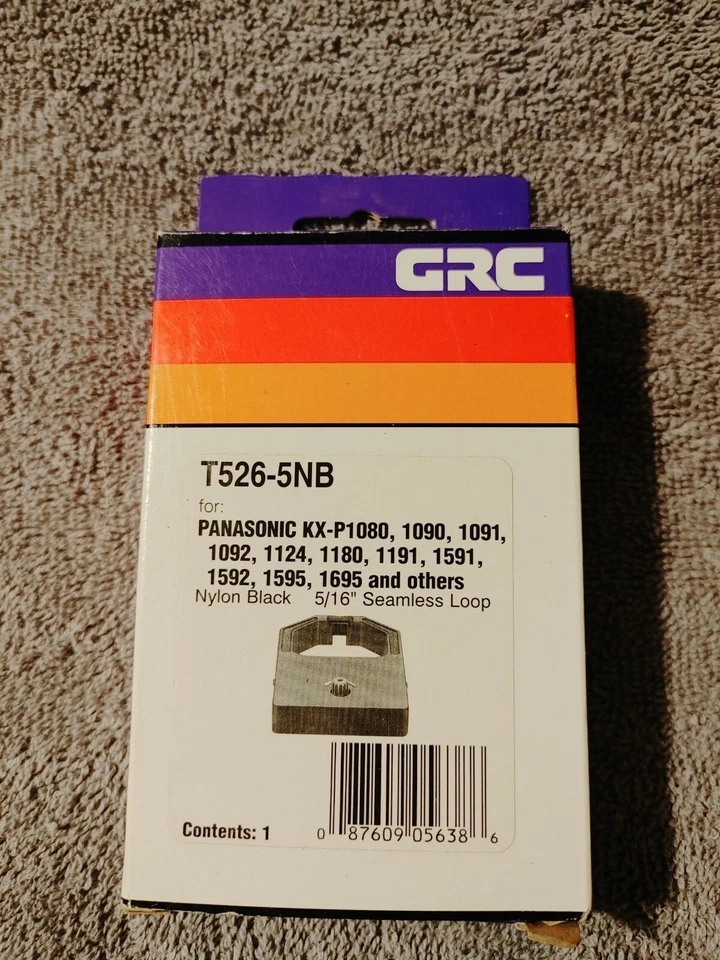 GRC
T526-5NB
for:
PANASONIC KX-P1080, 1090, 1091,
1092, 1124, 1180, 1191, 1591,
1592, 1595, 1695 and others
Nylon Black 5/16" Seamless Loop
Contents: 1
0 87609 05638 6